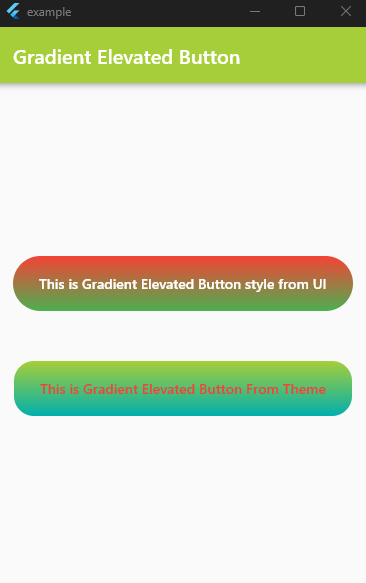 example
Gradient Elevated Button
This is Gradient Elevated Button style from UI
This is Gradient Elevated Button From Theme